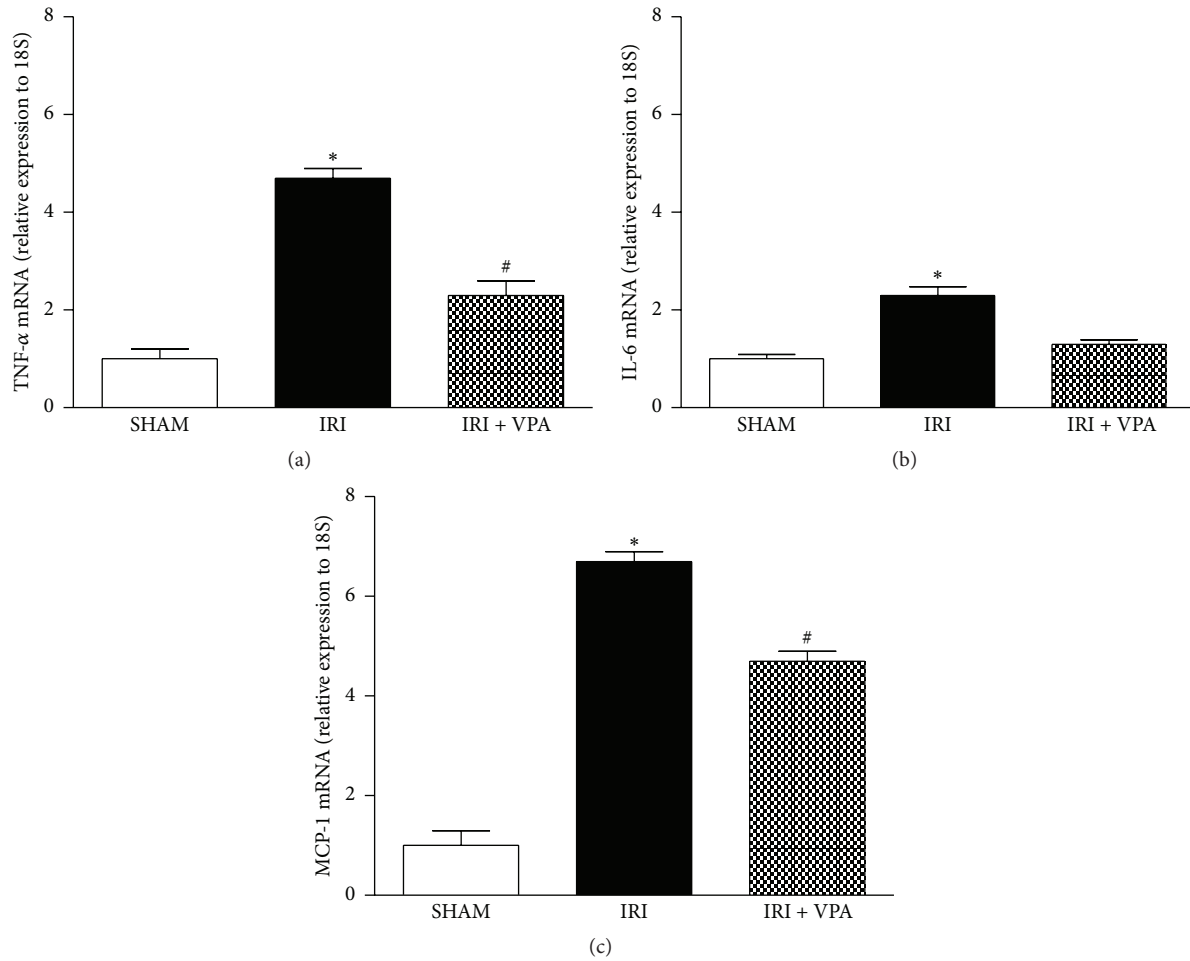 TNF-α mRNA (relative expression to 18S)
8
6
4
2
0
*
#
SHAM IRI IRI + VPA
(a)
IL-6 mRNA (relative expression to 18S)
8
6
4
2
0
*
SHAM IRI IRI + VPA
(b)
MCP-1 mRNA (relative expression to 18S)
8
6
4
2
0
*
#
SHAM IRI IRI + VPA
(c)